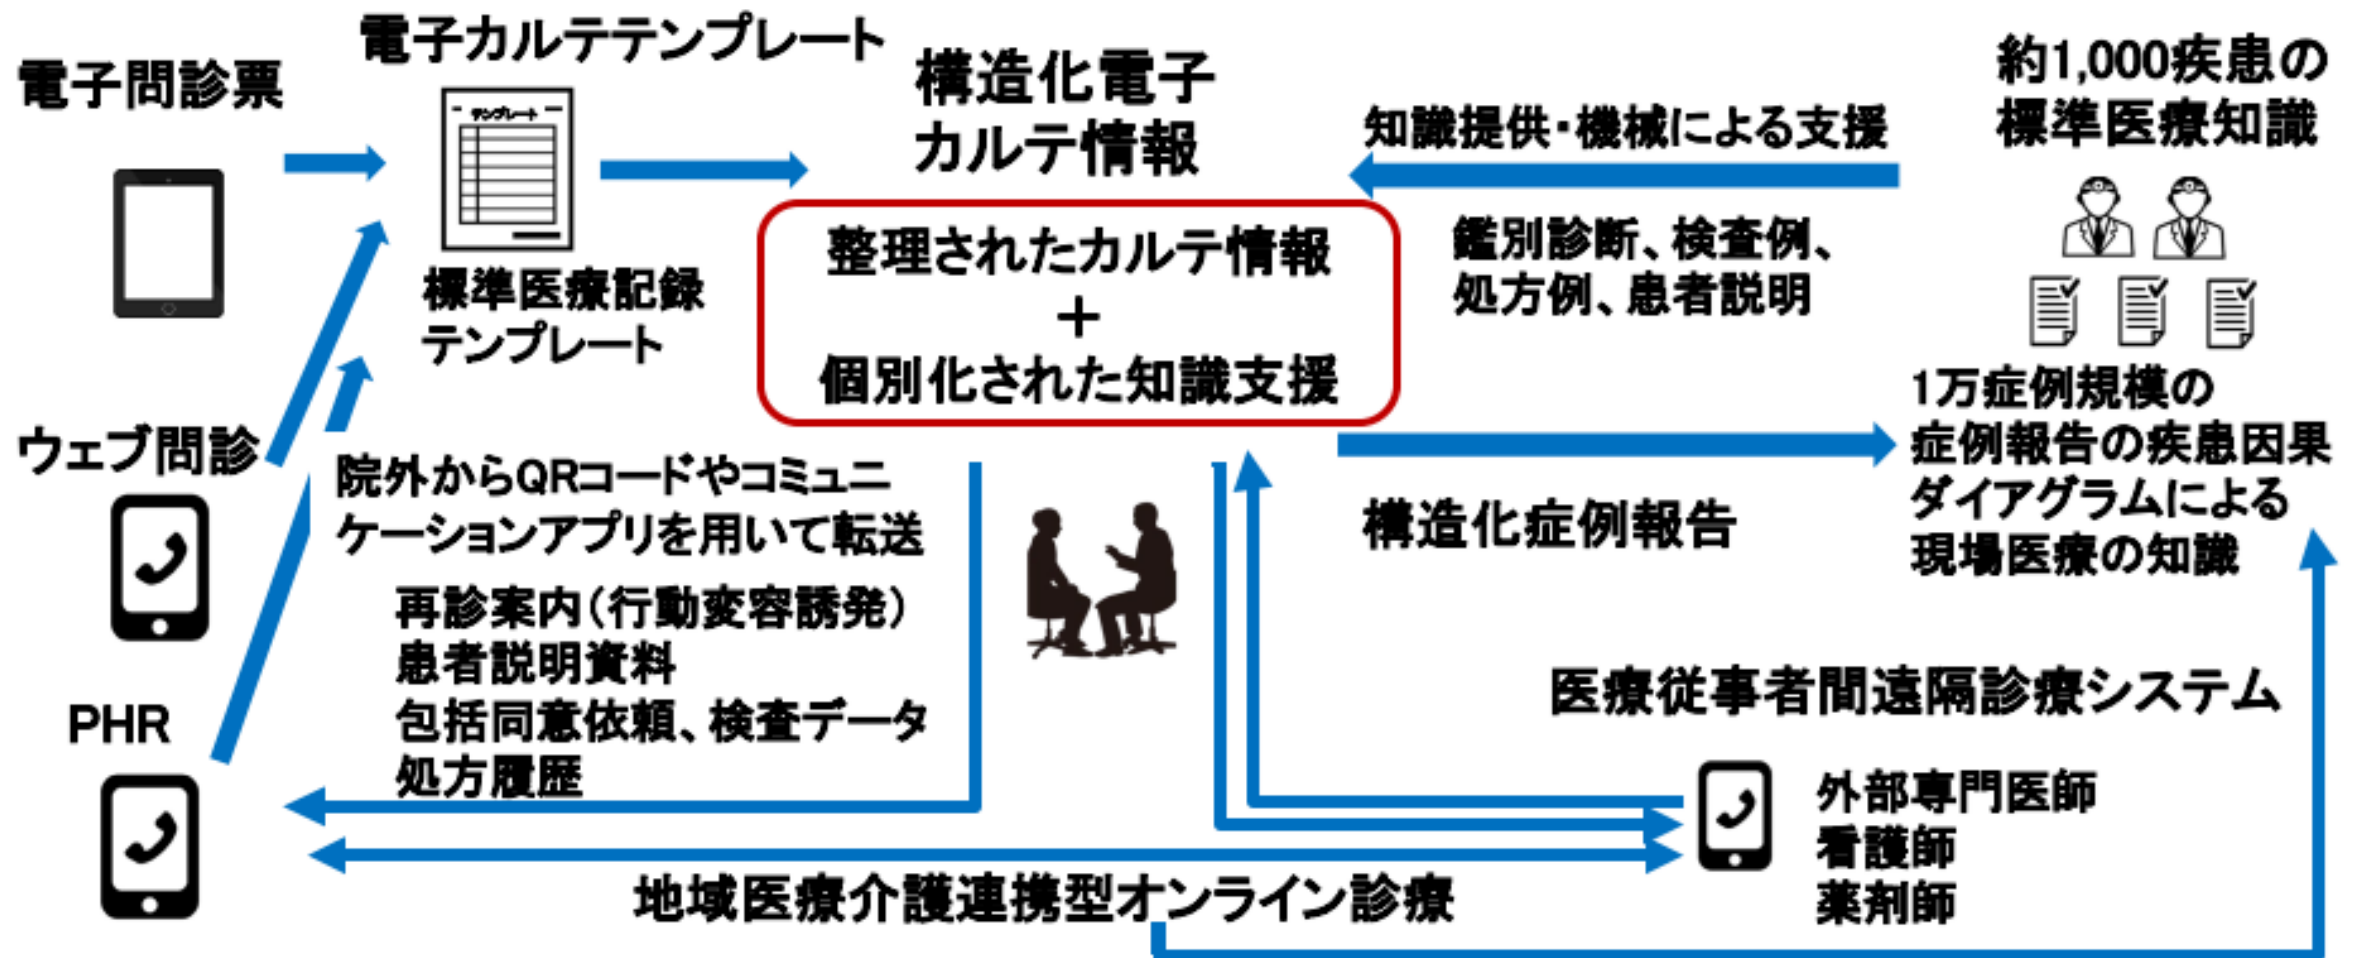 電子問診票
電子カルテテンプレート
テンプレート
標準医療記録
テンプレート
構造化電子
カルテ情報
整理されたカルテ情報
+
個別化された知識支援
知識提供・機械による支援
鑑別診断、検査例、
処方例、患者説明
約1,000疾患の
標準医療知識
1万症例規模の
症例報告の疾患因果
ダイアグラムによる
現場医療の知識
構造化症例報告
ウェブ問診
院外からQRコードやコミュニ
ケーションアプリを用いて転送
再診案内（行動変容誘発）
患者説明資料
包括同意依頼、検査データ
処方履歴
PHR
医療従事者間遠隔診療システム
外部専門医師
看護師
薬剤師
地域医療介護連携型オンライン診療